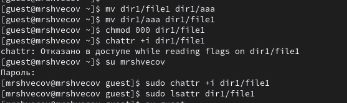 [guest@mrshvecov ~]$ mv dir1/file1 dir1/aaa
[guest@mrshvecov ~]$ mv dir1/aaa dir1/file1
[guest@mrshvecov ~]$ chmod 000 dir1/file1
[guest@mrshvecov ~]$ chattr +i dir1/file1
chattr: Отказано в доступе while reading flags on dir1/file1
[guest@mrshvecov ~]$ su mrshvecov
Пароль:
[mrshvecov@mrshvecov guest]$ sudo chattr +i dir1/file1
[mrshvecov@mrshvecov guest]$ sudo lsattr dir1/file1